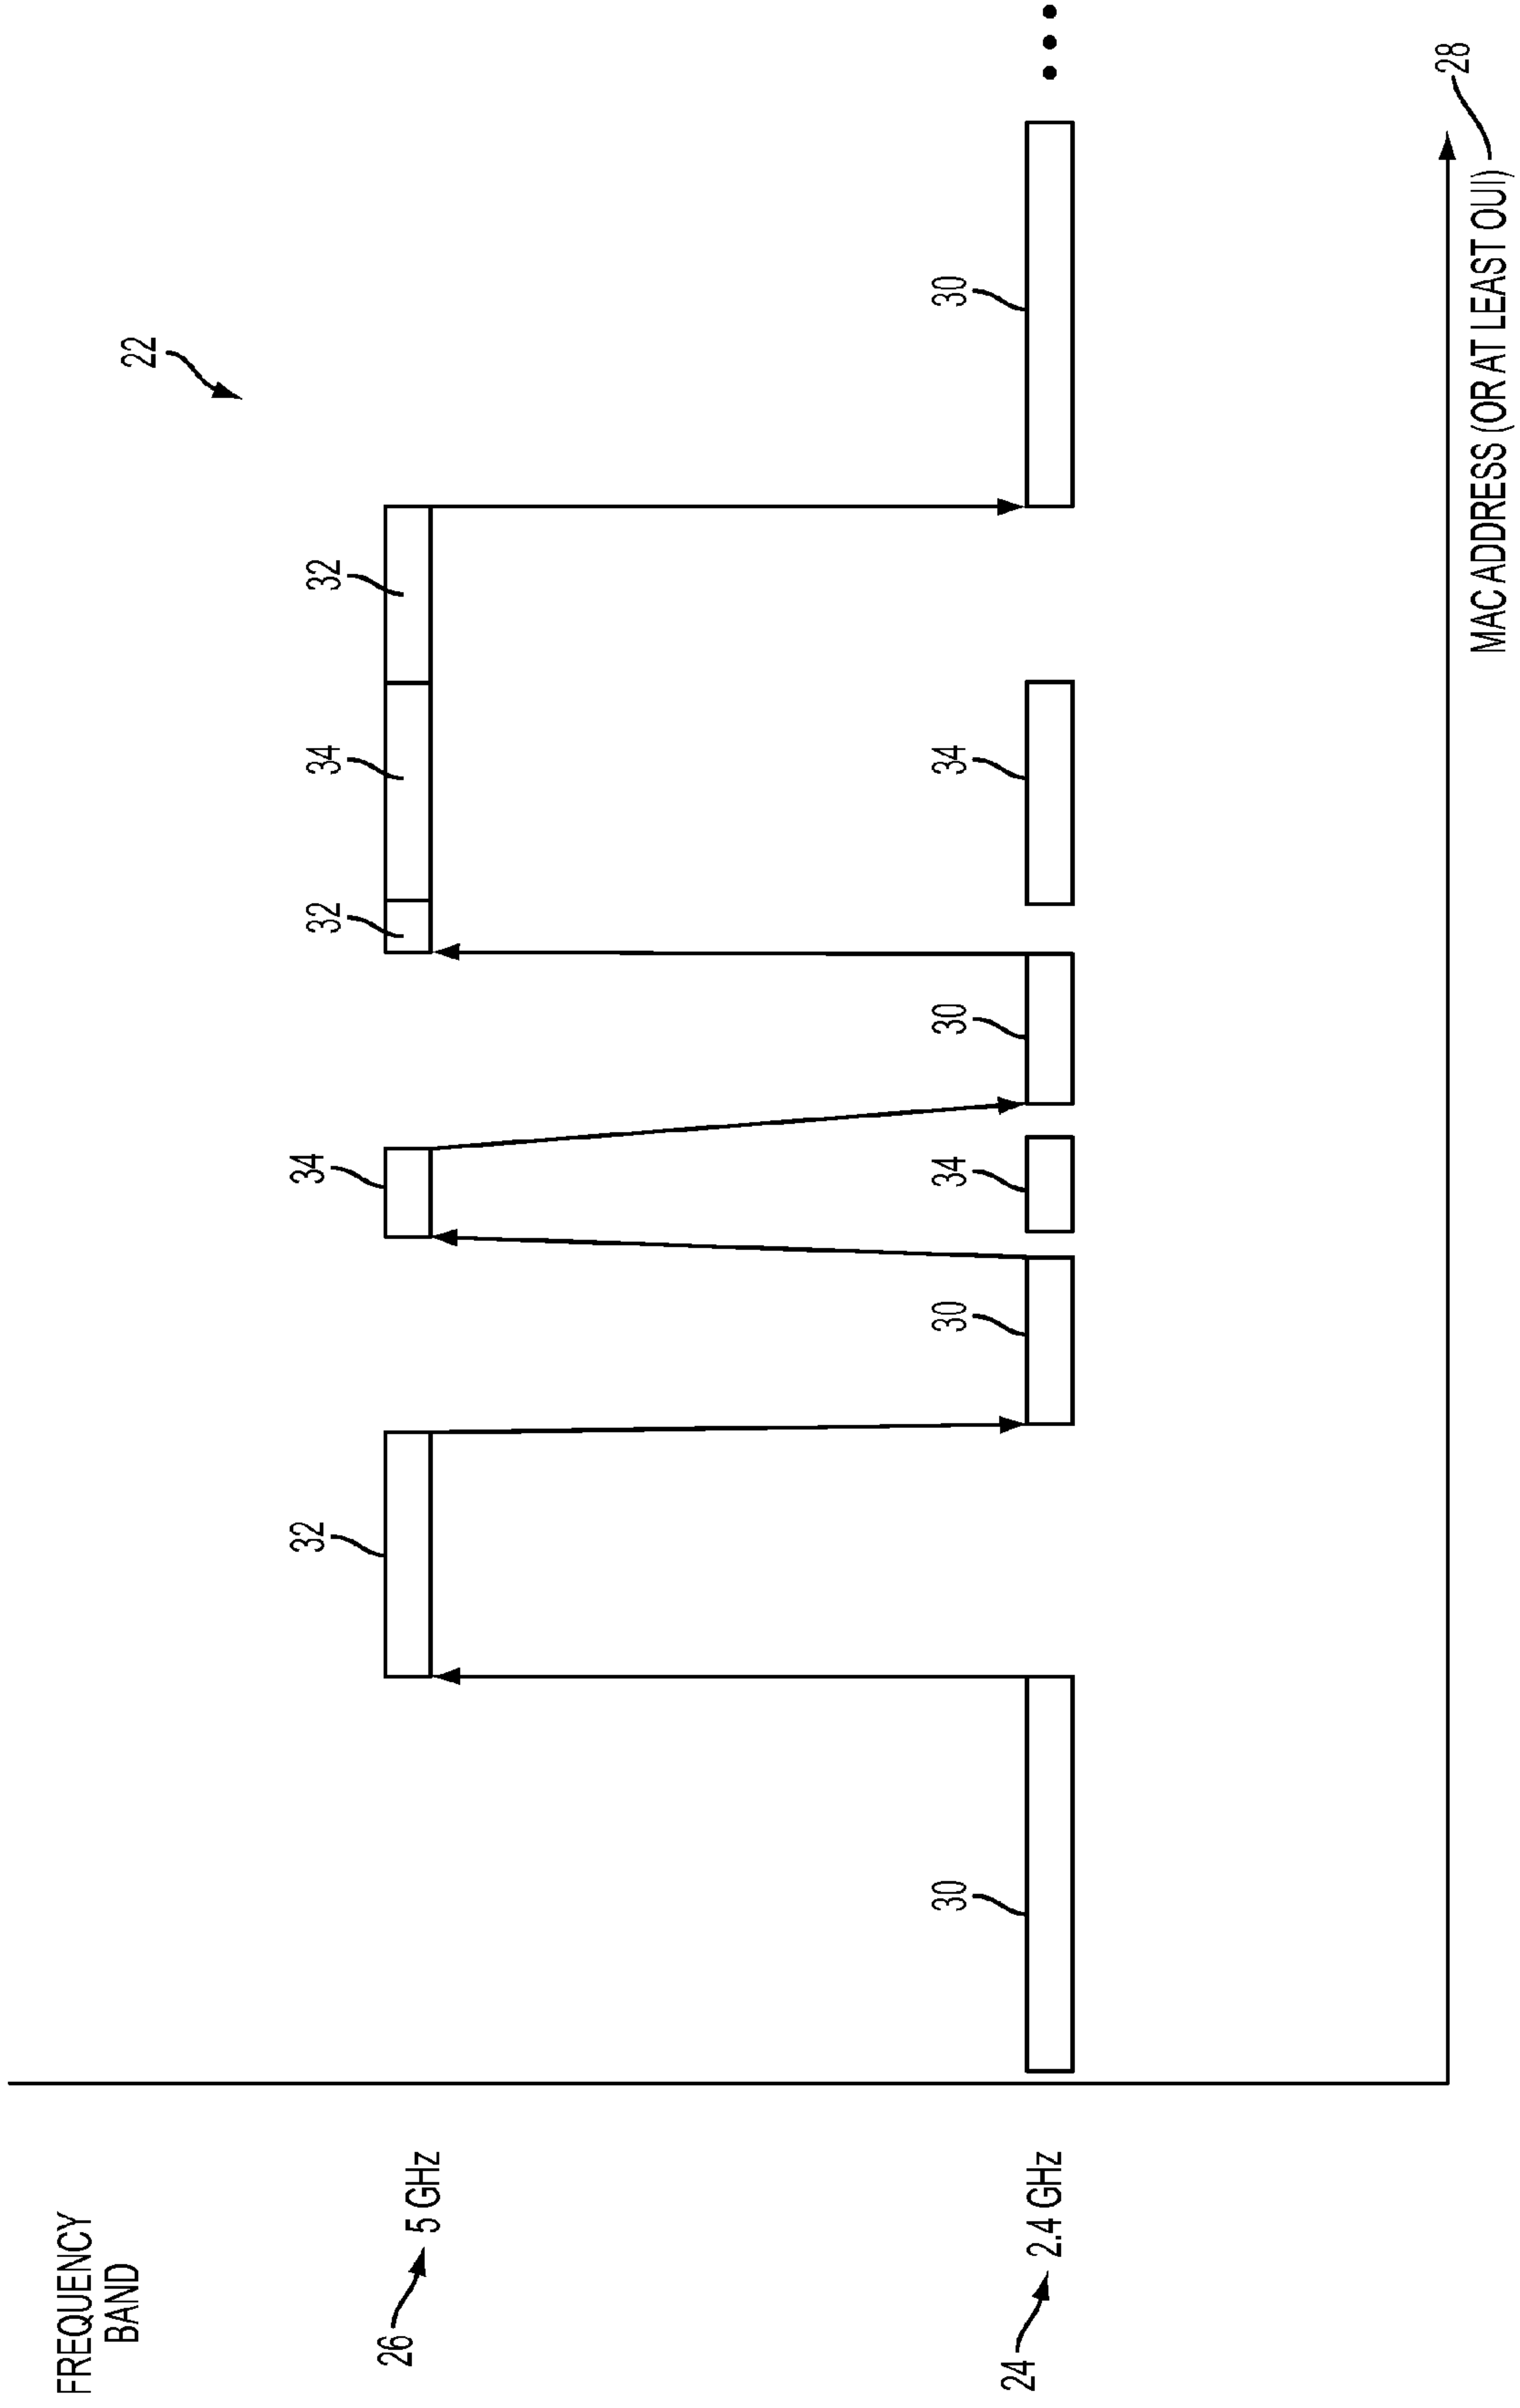 FREQUENCY
BAND
22
32
34
32
34
32
26
5 GHz
30
30
34
30
34
30
24
2.4 GHz
• • •
28
MAC ADDRESS (OR AT LEAST OUI)